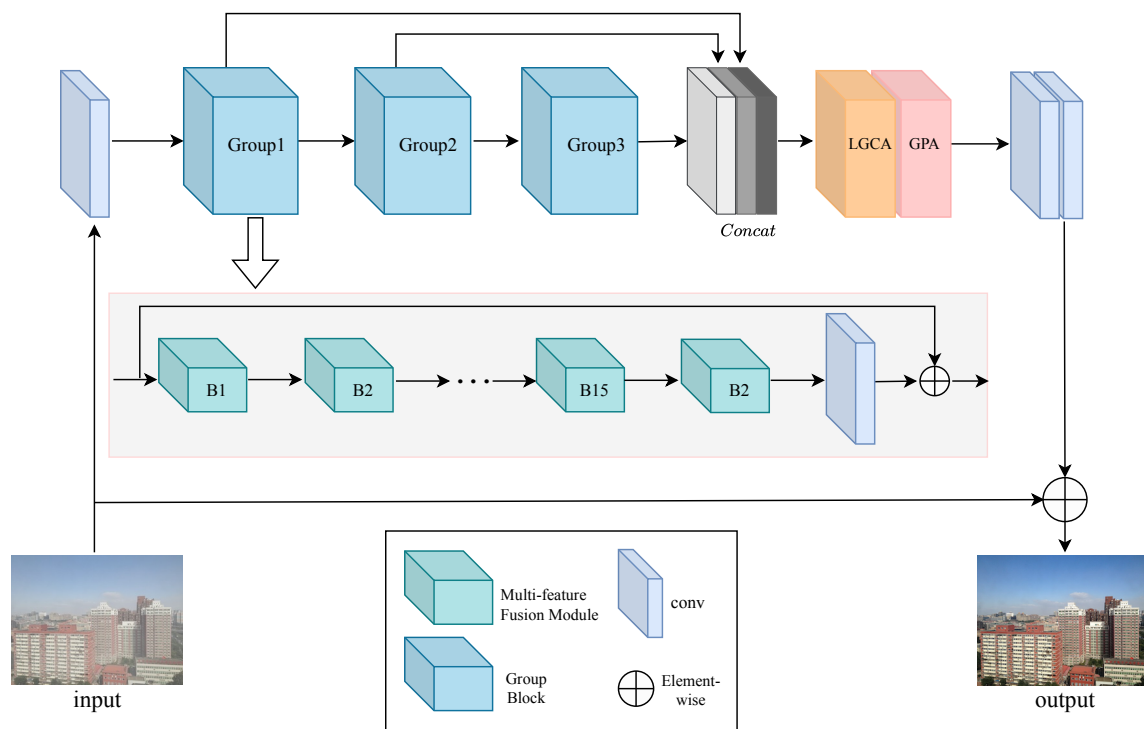 Group1
Group2
Group3
LGCA
GPA
Concat
B1
B2
...
B15
B2
Multi-feature
Fusion Module
conv
Group
Block
Element-
wise
input
output